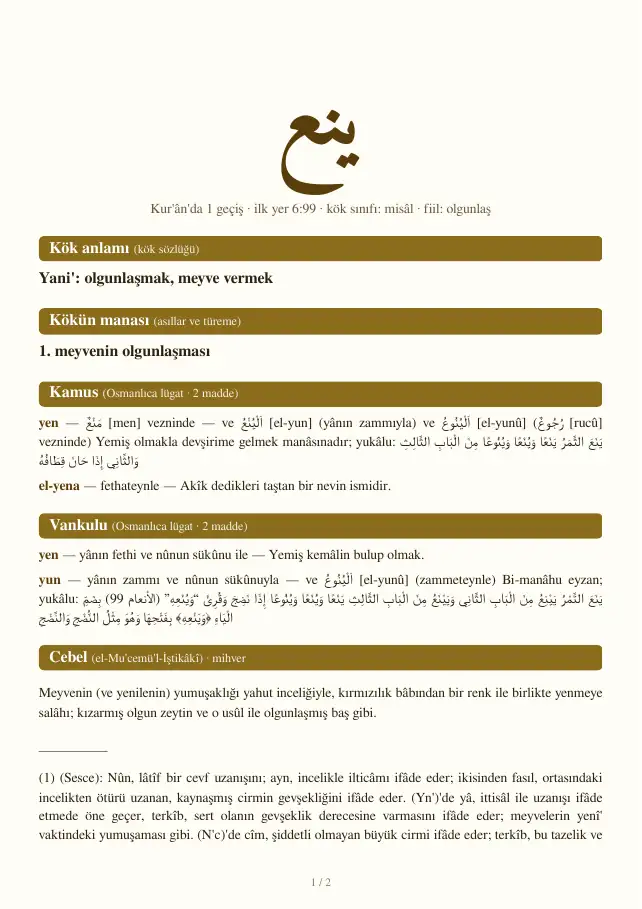 ينع
Kur'ân'da 1 geçiş · ilk yer 6:99 · kök sınıfı: misâl · fiil: olgunlaş
Kök anlamı (kök sözlüğü)
Yani': olgunlaşmak, meyve vermek
Kökün manası (asıllar ve türeme)
1. meyvenin olgunlaşması
Kamus (Osmanlıca lügat · 2 madde)
yen — مَنْعٌ [men] vezninde — ve اَلْيُنْعُ [el-yun] (yânın zammıyla) ve اَلْيُنُوعُ [el-yunû] (رُجُوعٌ [rucû]
vezninde) Yemiş olmakla devşirime gelmek manâsınadır; yukâlu: يَنَعَ الثَّمَرُ يَنْعًا وَيُنْعًا وَيُنُوعًا مِنَ الْبَابِ الثَّالِثِ
وَالثَّانِي إِذَا حَانَ قِطَافُهُ
el-yena — fethateynle — Akîk dedikleri taştan bir nevin ismidir.
Vankulu (Osmanlıca lügat · 2 madde)
yen — yânın fethi ve nûnun sükûnu ile — Yemiş kemâlin bulup olmak.
yun — yânın zammı ve nûnun sükûnuyla — ve اَلْيُنُوعُ [el-yunû] (zammeteynle) Bi-manâhu eyzan;
yukâlu: يَنَعَ الثَّمَرُ يَيْنِعُ مِنَ الْبَابِ الثَّانِي وَيَيْنَعُ مِنَ الْبَابِ الثَّالِثِ يَنْعًا وَيُنْعًا وَيُنُوعًا إِذَا نَضِجَ وَقُرِئَ “وَيُنْعِهِ” (الأنعام 99) بِضَمِّ
الْيَاءِ ﴿وَيَنْعِهِ﴾ بِفَتْحِهَا وَهُوَ مِثْلُ النُّضْجِ وَالنَّضْجِ
Cebel (el-Mu'cemü'l-İştikâkî) · mihver
Meyvenin (ve yenilenin) yumuşaklığı yahut inceliğiyle, kırmızılık bâbından bir renk ile birlikte yenmeye
salâhı; kızarmış olgun zeytin ve o usûl ile olgunlaşmış baş gibi.
(1) (Sesce): Nûn, lâtîf bir cevf uzanışını; ayn, incelikle ilticâmı ifâde eder; ikisinden fasıl, ortasındaki
incelikten ötürü uzanan, kaynaşmış cirmin gevşekliğini ifâde eder. (Yn')'de yâ, ittisâl ile uzanışı ifâde
etmede öne geçer, terkîb, sert olanın gevşeklik derecesine varmasını ifâde eder; meyvelerin yenî'
vaktindeki yumuşaması gibi. (N'c)'de cîm, şiddetli olmayan büyük cirmi ifâde eder; terkîb, bu tazelik ve
1 / 2